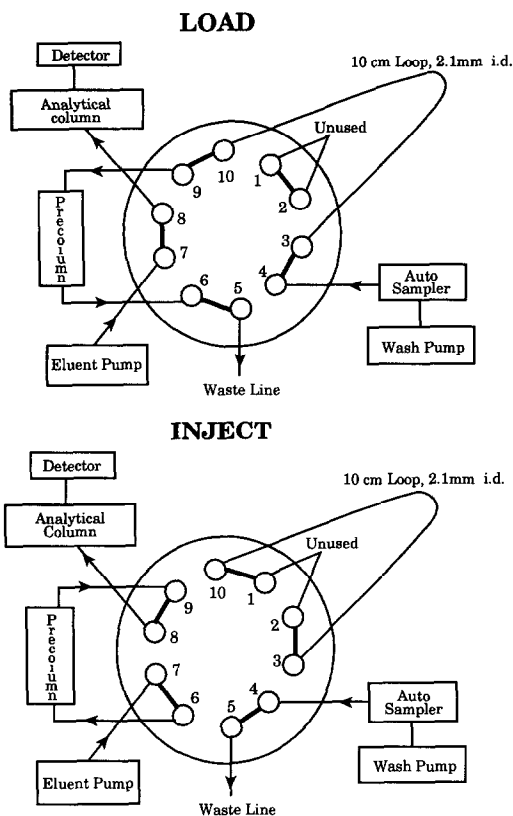 LOAD
Detector
10 cm Loop, 2.1mm i.d.
Analytical
column
Unused
10
1
9
2
Precolumn
8
3
7
4
6
5
Auto
Sampler
Eluent Pump
Wash Pump
Waste Line
INJECT
Detector
10 cm Loop, 2.1mm i.d.
Analytical
Column
Unused
10
1
9
2
Precolumn
8
3
7
4
6
5
Auto
Sampler
Eluent Pump
Wash Pump
Waste Line